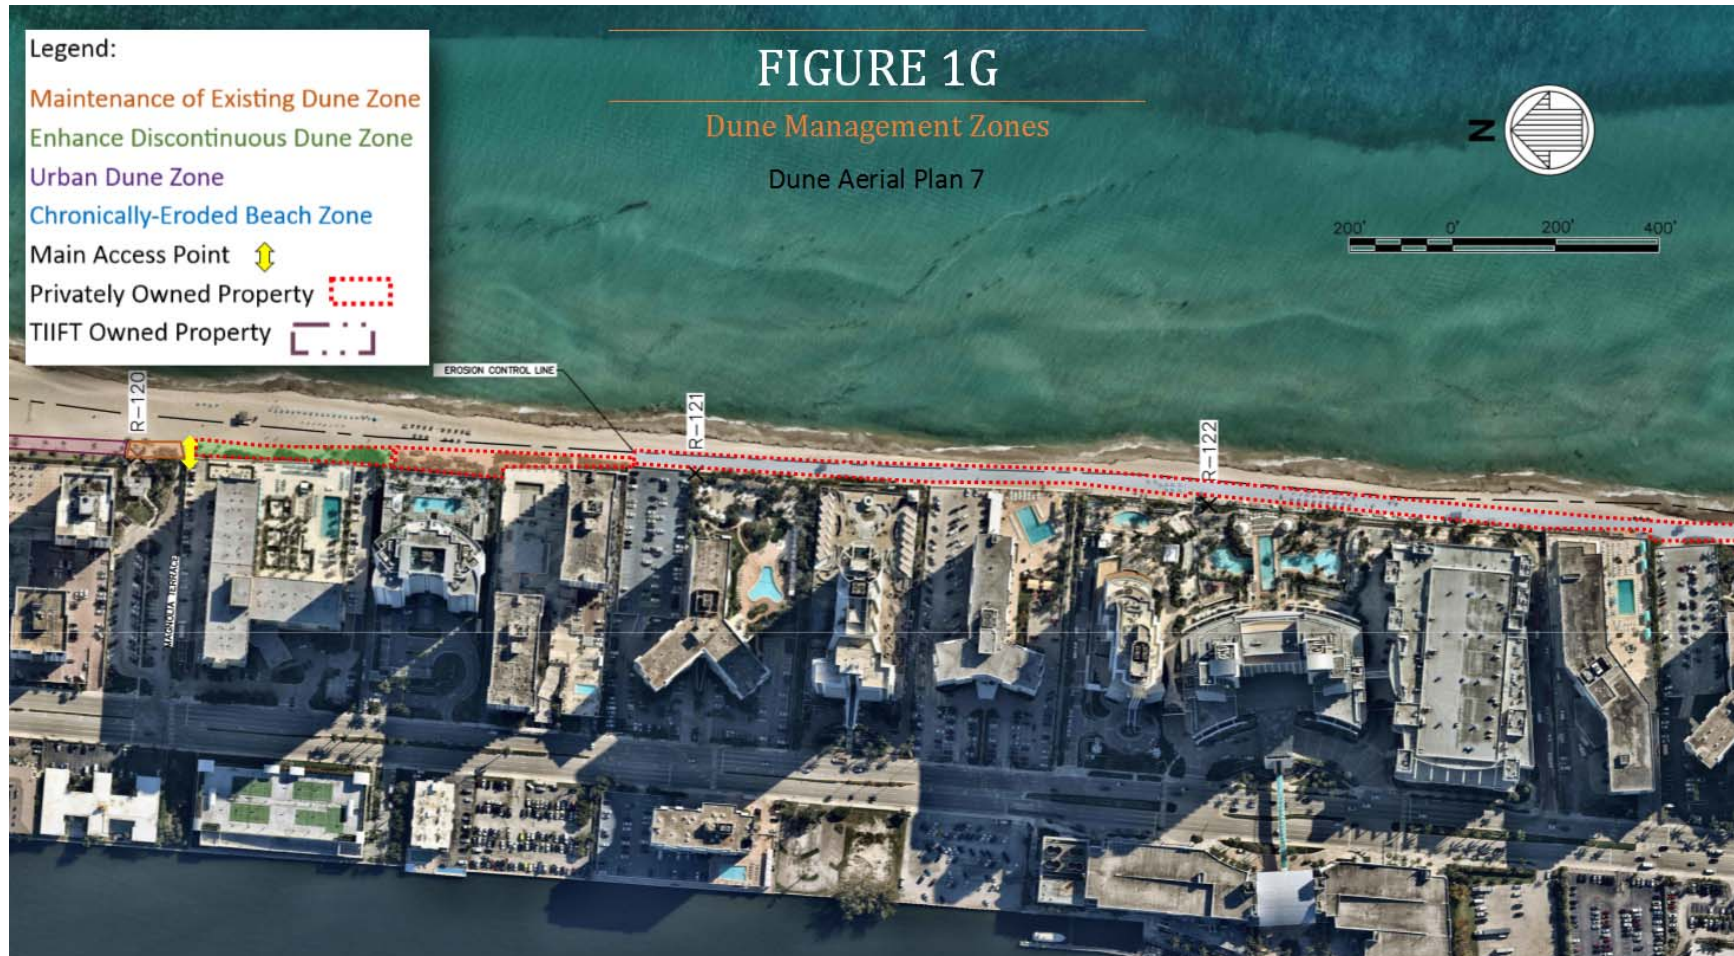 Legend:
Maintenance of Existing Dune Zone
Enhance Discontinuous Dune Zone
Urban Dune Zone
Chronically-Eroded Beach Zone
Main Access Point
Privately Owned Property
TIIFT Owned Property
FIGURE 1G
Dune Management Zones
Dune Aerial Plan 7
N
200' 0' 200' 400'
EROSION CONTROL LINE
R-120
R-121
R-122
MAGNOLIA TERRACE